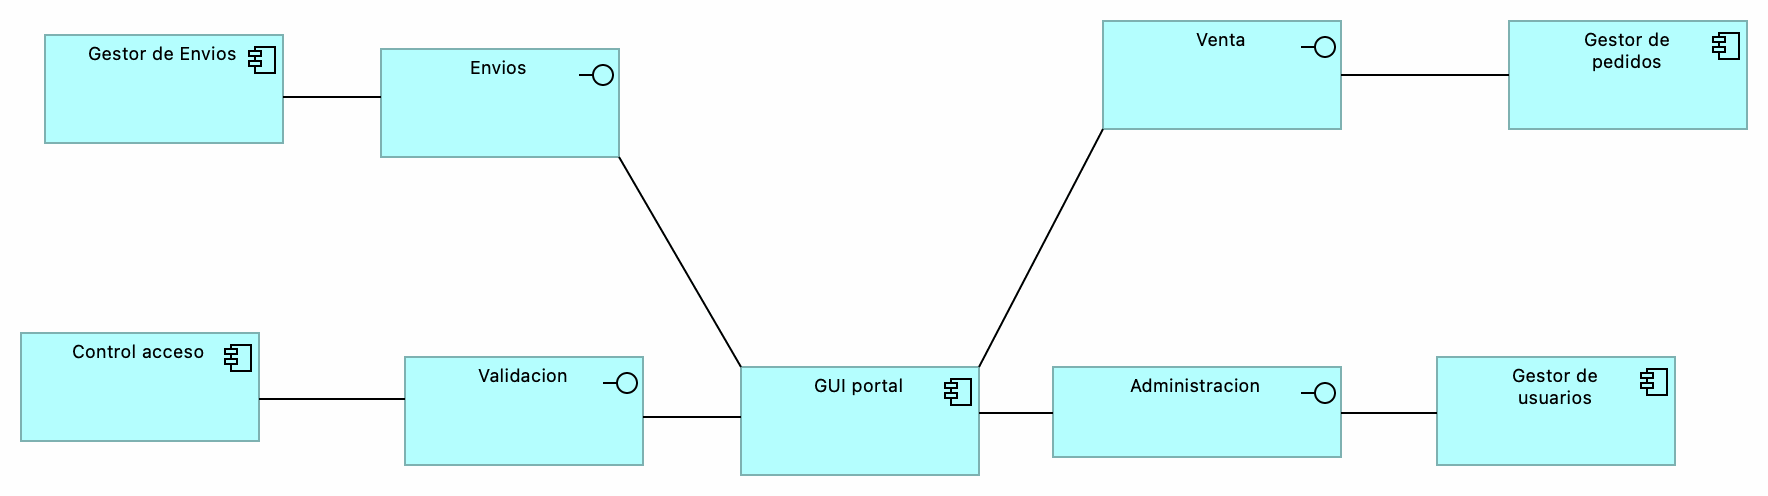 Gestor de Envios
Envios
Venta
Gestor de
pedidos
Control acceso
Validacion
GUI portal
Administracion
Gestor de
usuarios